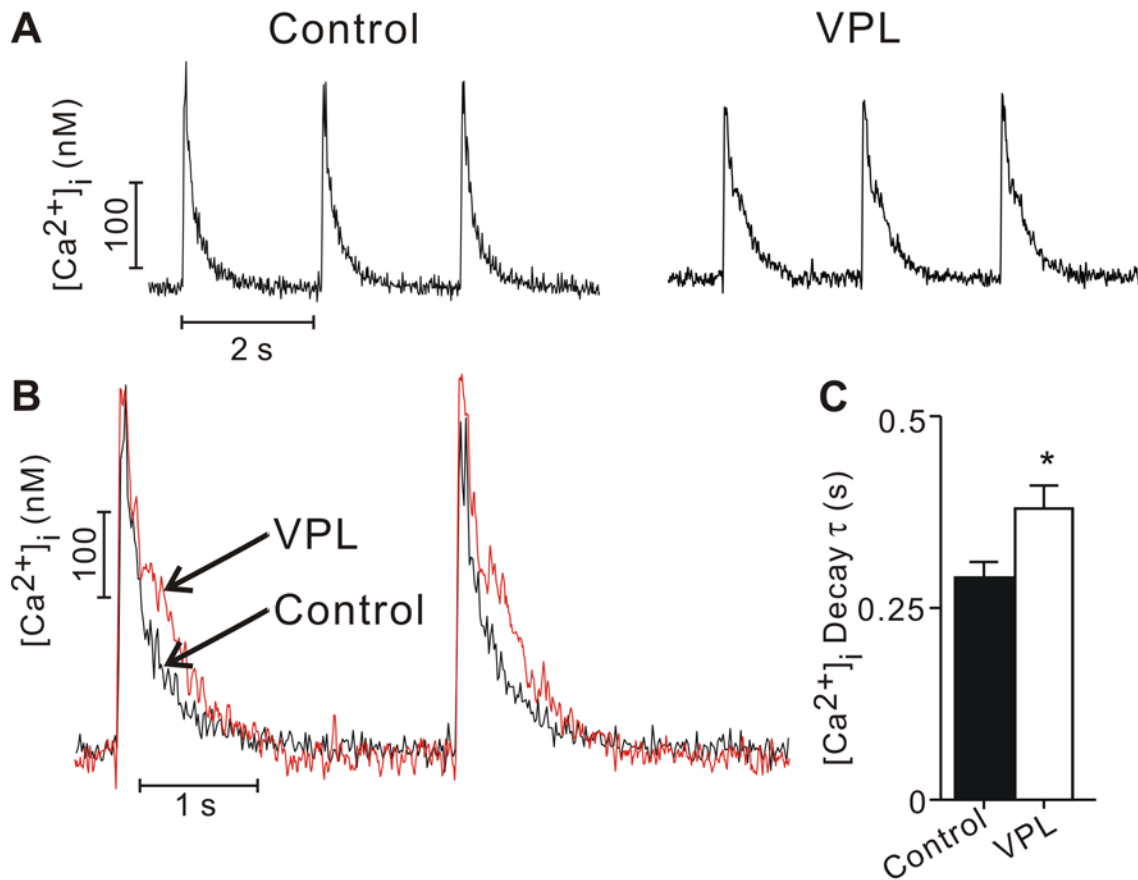 A
Control
VPL
[Ca2+]i (nM)
100
2 s
B
[Ca2+]i (nM)
100
VPL
Control
1 s
C
[Ca2+]i Decay τ (s)
0.5
*
0.25
0
Control
VPL